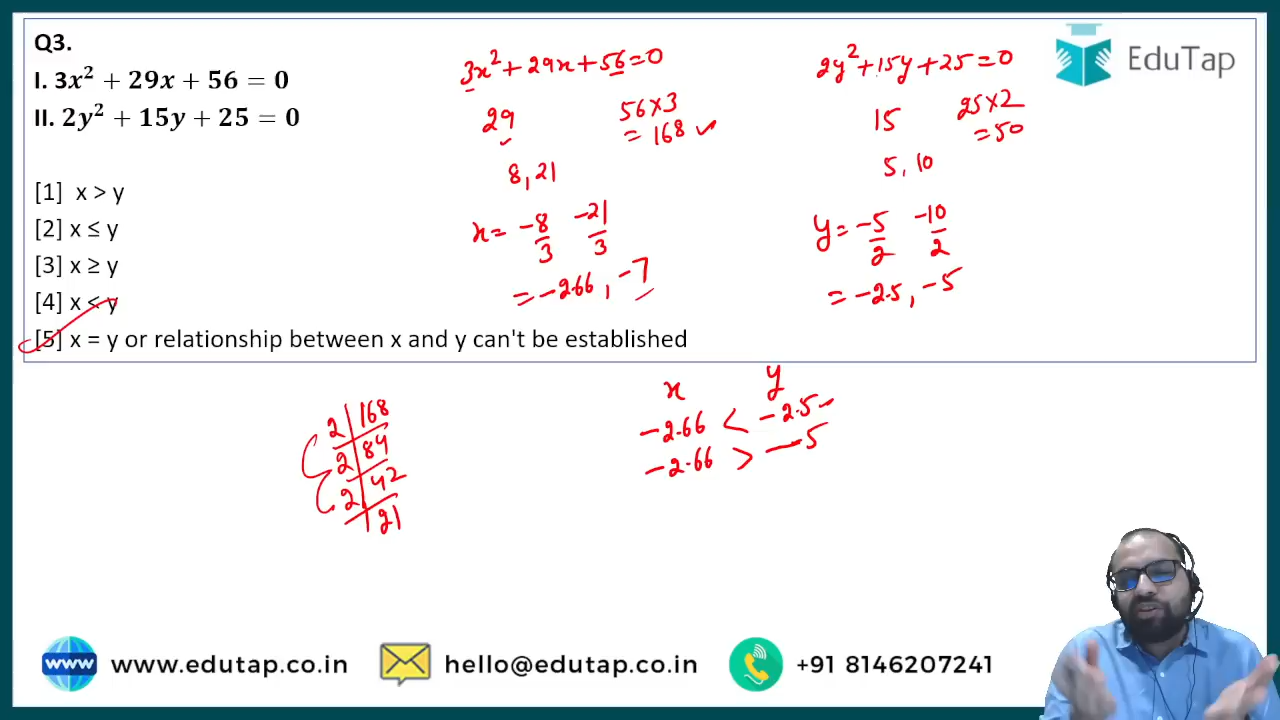 Q3.
I. 3x² + 29x + 56 = 0
II. 2y² + 15y + 25 = 0
[1] x > y
[2] x ≤ y
[3] x ≥ y
[4] x < y
[5] x = y or relationship between x and y can't be established
3x² + 29x + 56 = 0
29 56×3
= 168 ✓
8, 21
x = -8/3 -21/3
= -2.66, -7
2y² + 15y + 25 = 0
15 25×2
= 50
5, 10
y = -5/2 -10/2
= -2.5, -5
EduTap
2 | 168
2 | 84
2 | 42
| 21
x y
-2.66 < -2.5
-2.66 > -5
www www.edutap.co.in hello@edutap.co.in +91 8146207241